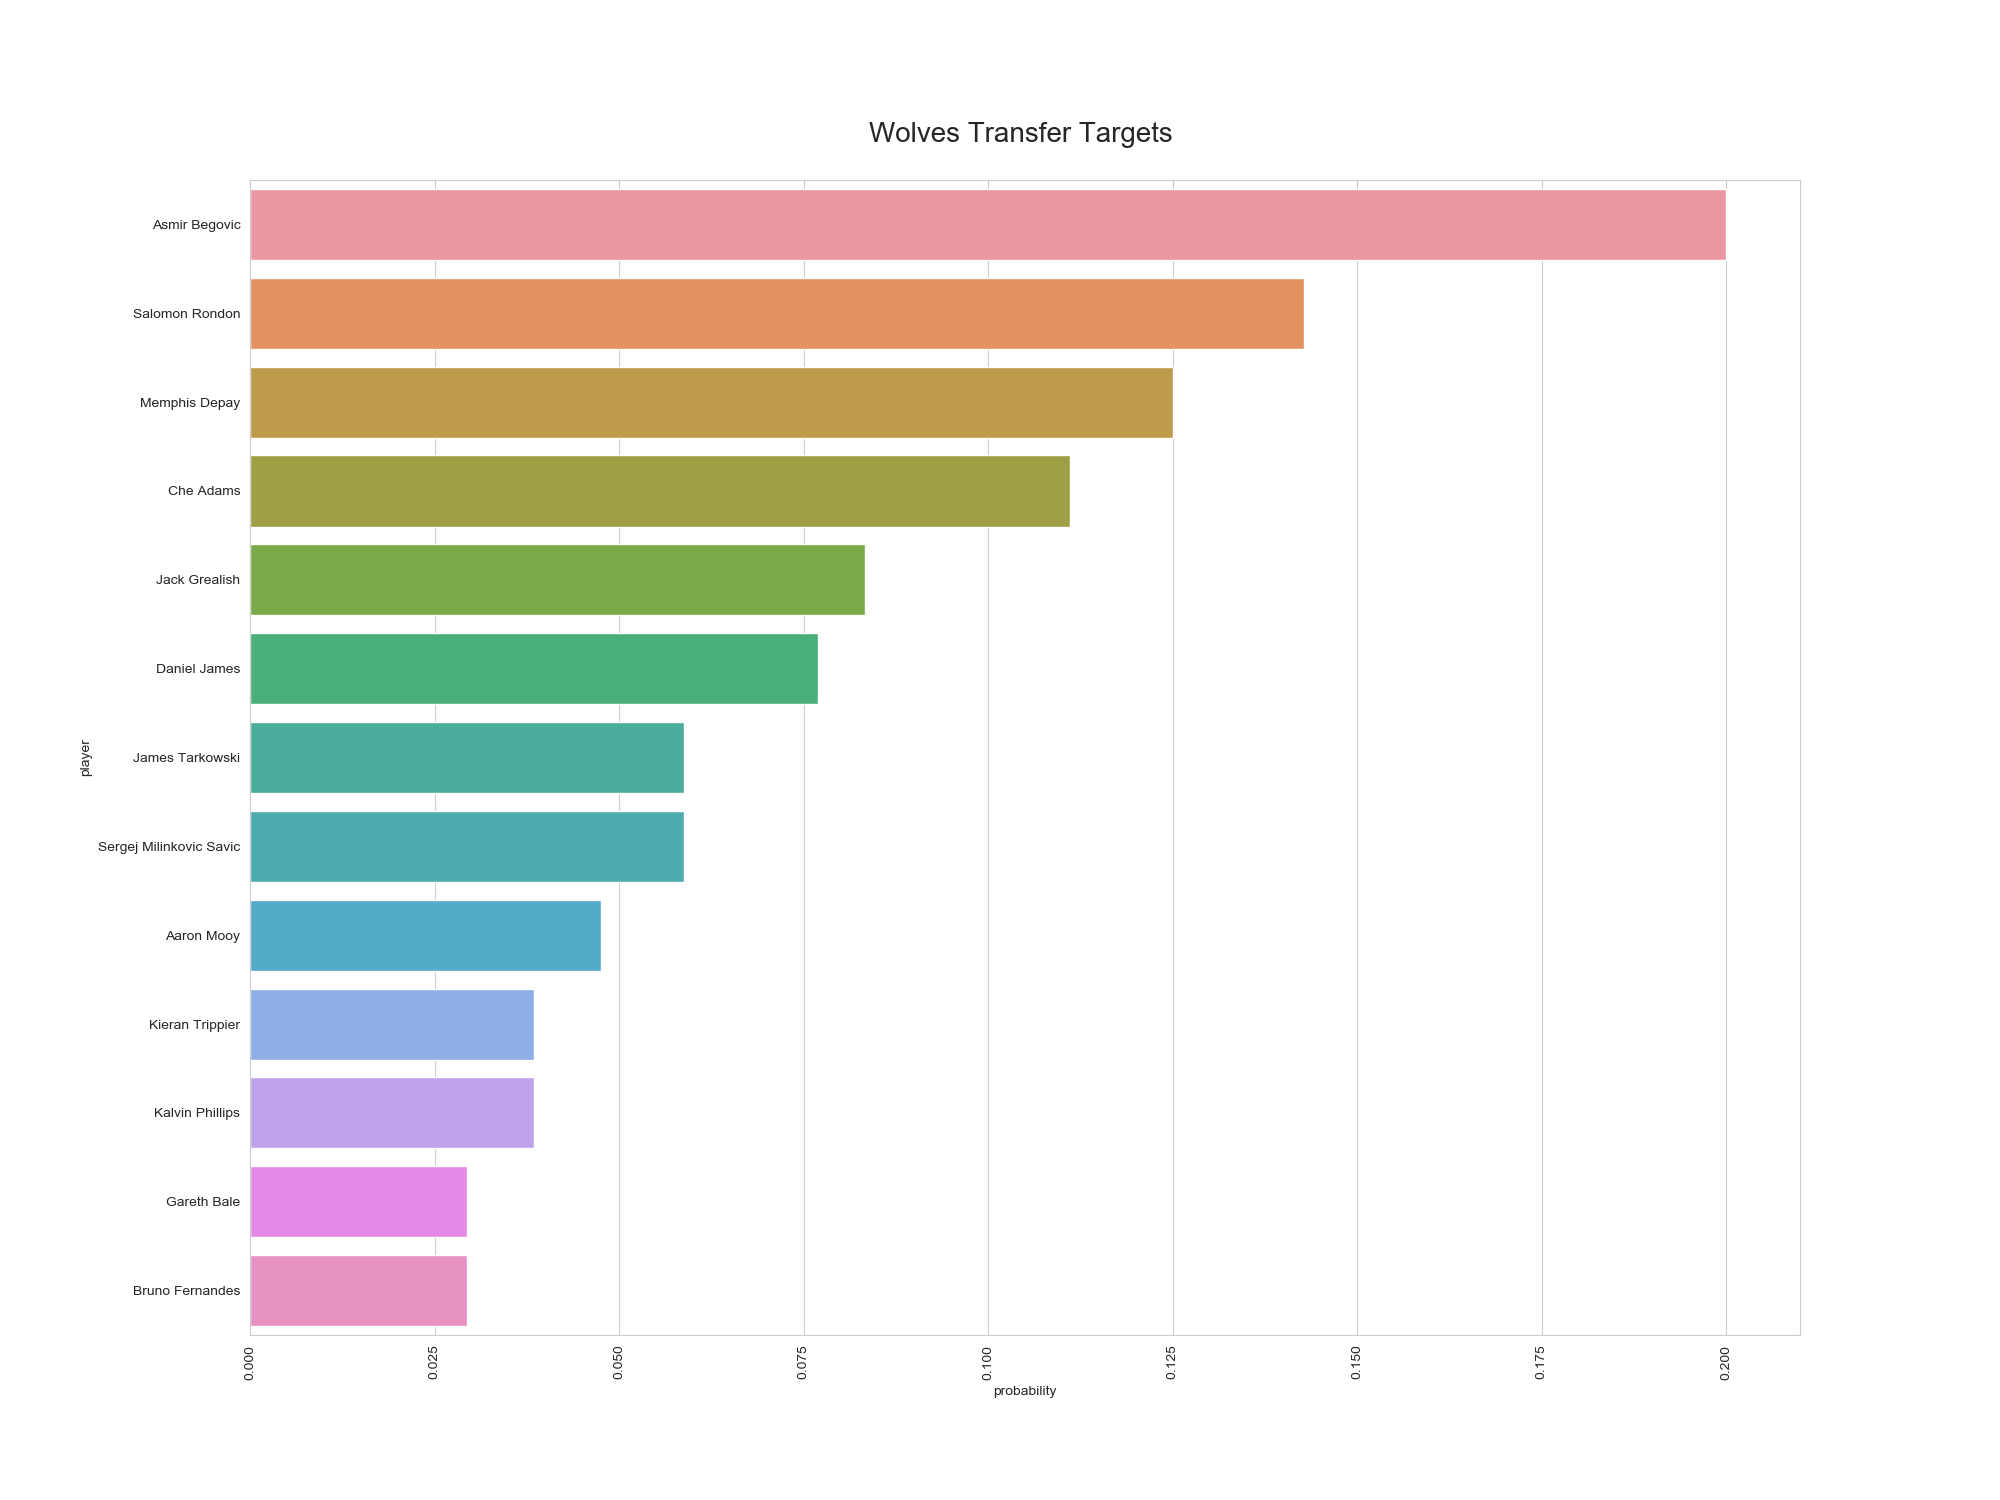 Wolves Transfer Targets
Asmir Begovic
Salomon Rondon
Memphis Depay
Che Adams
Jack Grealish
Daniel James
James Tarkowski
Sergej Milinkovic Savic
Aaron Mooy
Kieran Trippier
Kalvin Phillips
Gareth Bale
Bruno Fernandes
player
0.000
0.025
0.050
0.075
0.100
0.125
0.150
0.175
0.200
probability